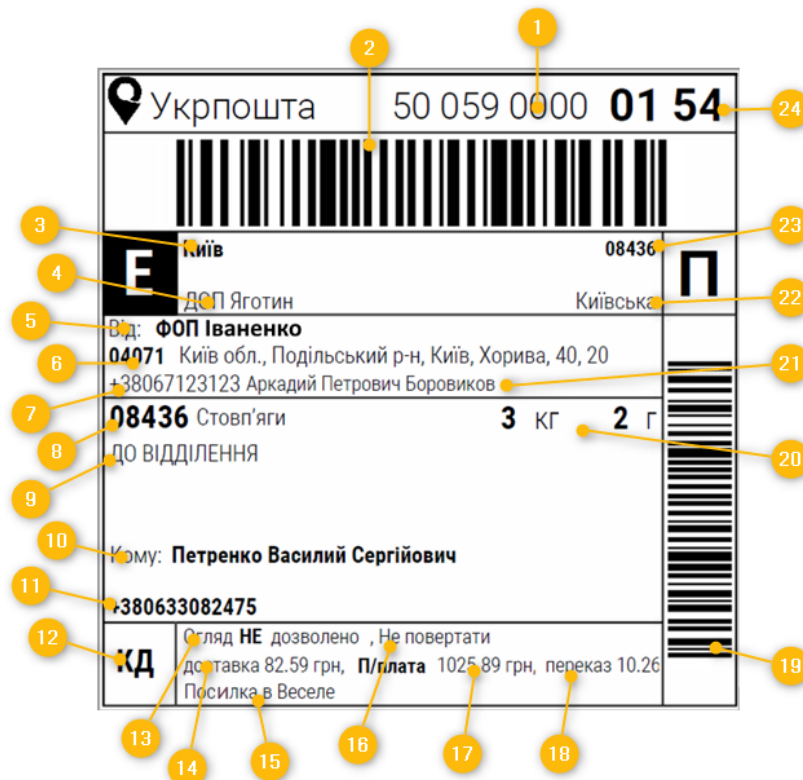 2
1
Укрпошта 50 059 0000 01 54
24
3
Київ 08436
23
Е
П
4
ДОП Яготин Київська
22
5
Від: ФОП Іваненко
6
04071 Київ обл., Подільський р-н, Київ, Хорива, 40, 20
21
7
+38067123123 Аркадий Петрович Боровиков
8
08436 Стовп’яги 3 кг 2 г
20
9
ДО ВІДДІЛЕННЯ
10
Кому: Петренко Василий Сергійович
11
+380633082475
12
КД
Огляд НЕ дозволено , Не повертати
доставка 82.59 грн, П/плата 1025.89 грн, переказ 10.26
19
Посилка в Веселе
13
14
15
16
17
18